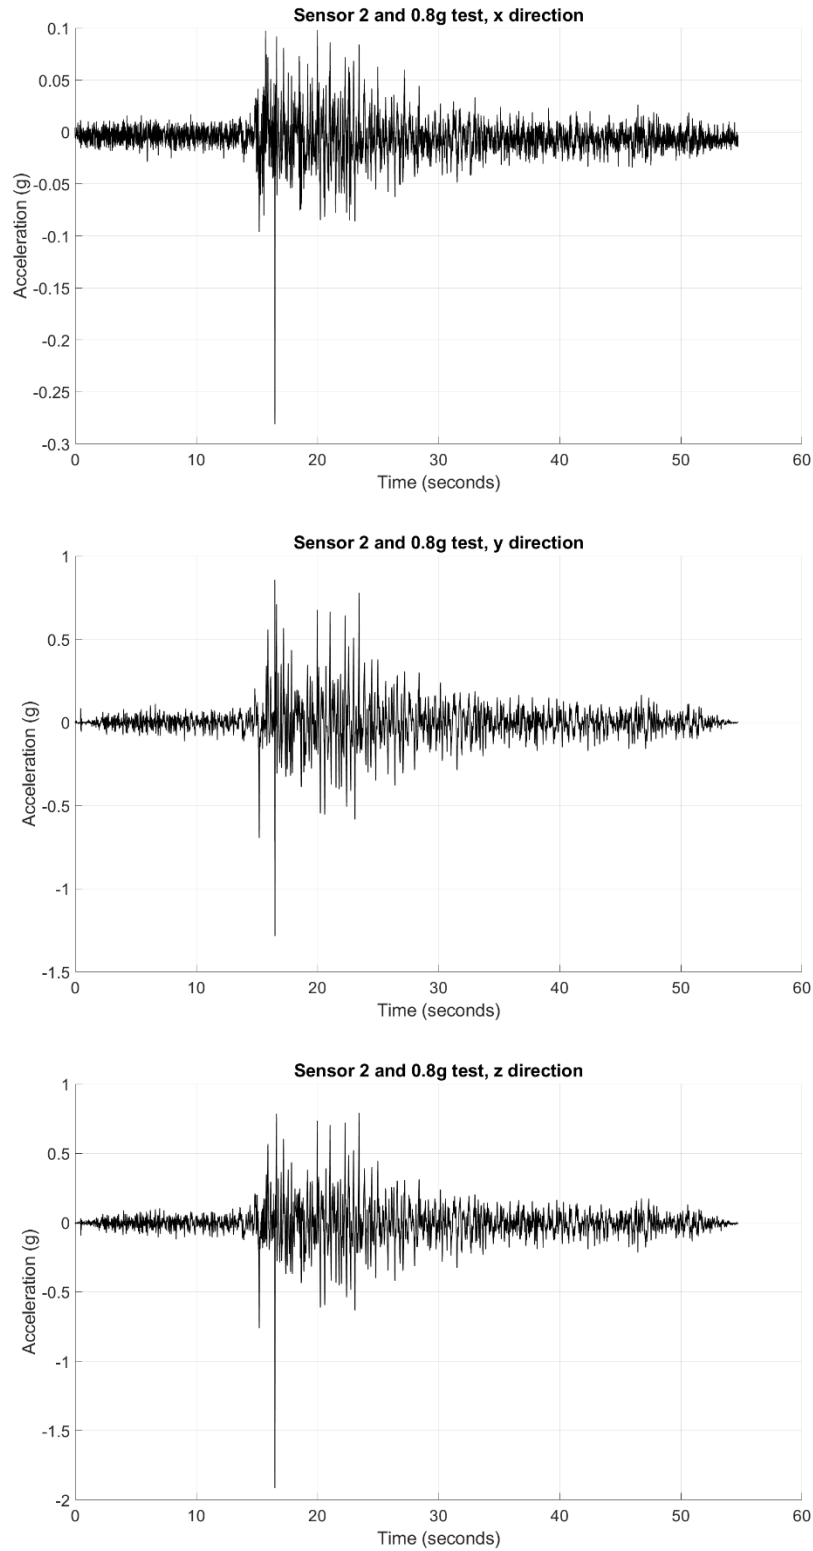 Sensor 2 and 0.8g test, x direction
0.1
0.05
0
-0.05
-0.1
-0.15
-0.2
-0.25
-0.3
Acceleration (g)
0 10 20 30 40 50 60
Time (seconds)
Sensor 2 and 0.8g test, y direction
1
0.5
0
-0.5
-1
-1.5
Acceleration (g)
0 10 20 30 40 50 60
Time (seconds)
Sensor 2 and 0.8g test, z direction
1
0.5
0
-0.5
-1
-1.5
-2
Acceleration (g)
0 10 20 30 40 50 60
Time (seconds)